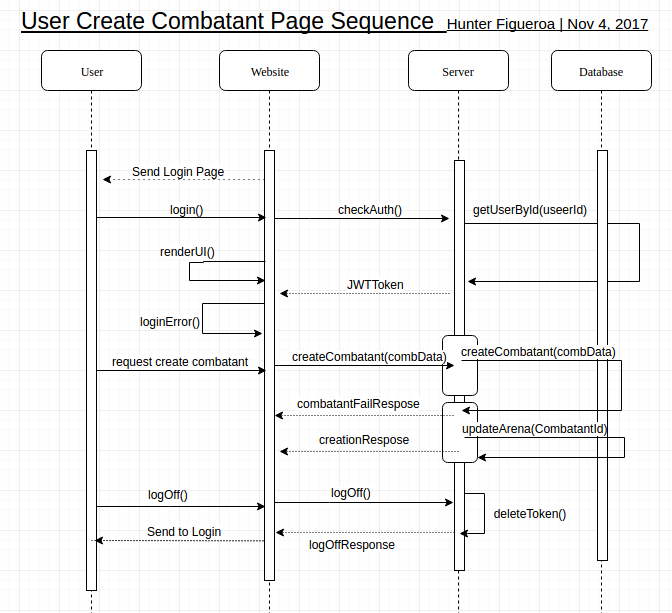 User Create Combatant Page Sequence Hunter Figueroa | Nov 4, 2017
User Website Server Database
Send Login Page
login() checkAuth() getUserById(useerId)
renderUI()
JWTToken
loginError()
request create combatant createCombatant(combData) createCombatant(combData)
combatantFailRespose
updateArena(CombatantId)
creationRespose
logOff() logOff()
deleteToken()
Send to Login
logOffResponse